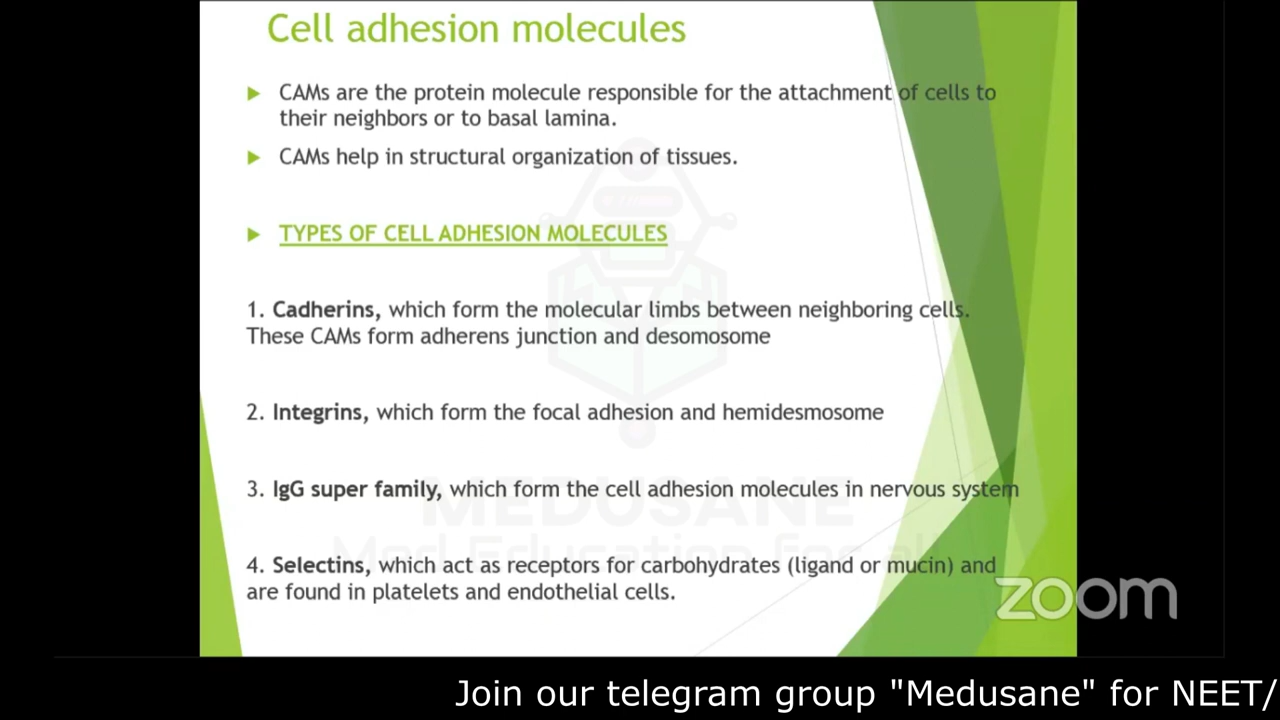 Cell adhesion molecules
CAMs are the protein molecule responsible for the attachment of cells to
their neighbors or to basal lamina.
CAMs help in structural organization of tissues.
TYPES OF CELL ADHESION MOLECULES
1. Cadherins, which form the molecular limbs between neighboring cells.
These CAMs form adherens junction and desomosome
2. Integrins, which form the focal adhesion and hemidesmosome
3. IgG super family, which form the cell adhesion molecules in nervous system
MEDUSANE
Med Education for all
4. Selectins, which act as receptors for carbohydrates (ligand or mucin) and
are found in platelets and endothelial cells.
zoom
Join our telegram group "Medusane" for NEET/